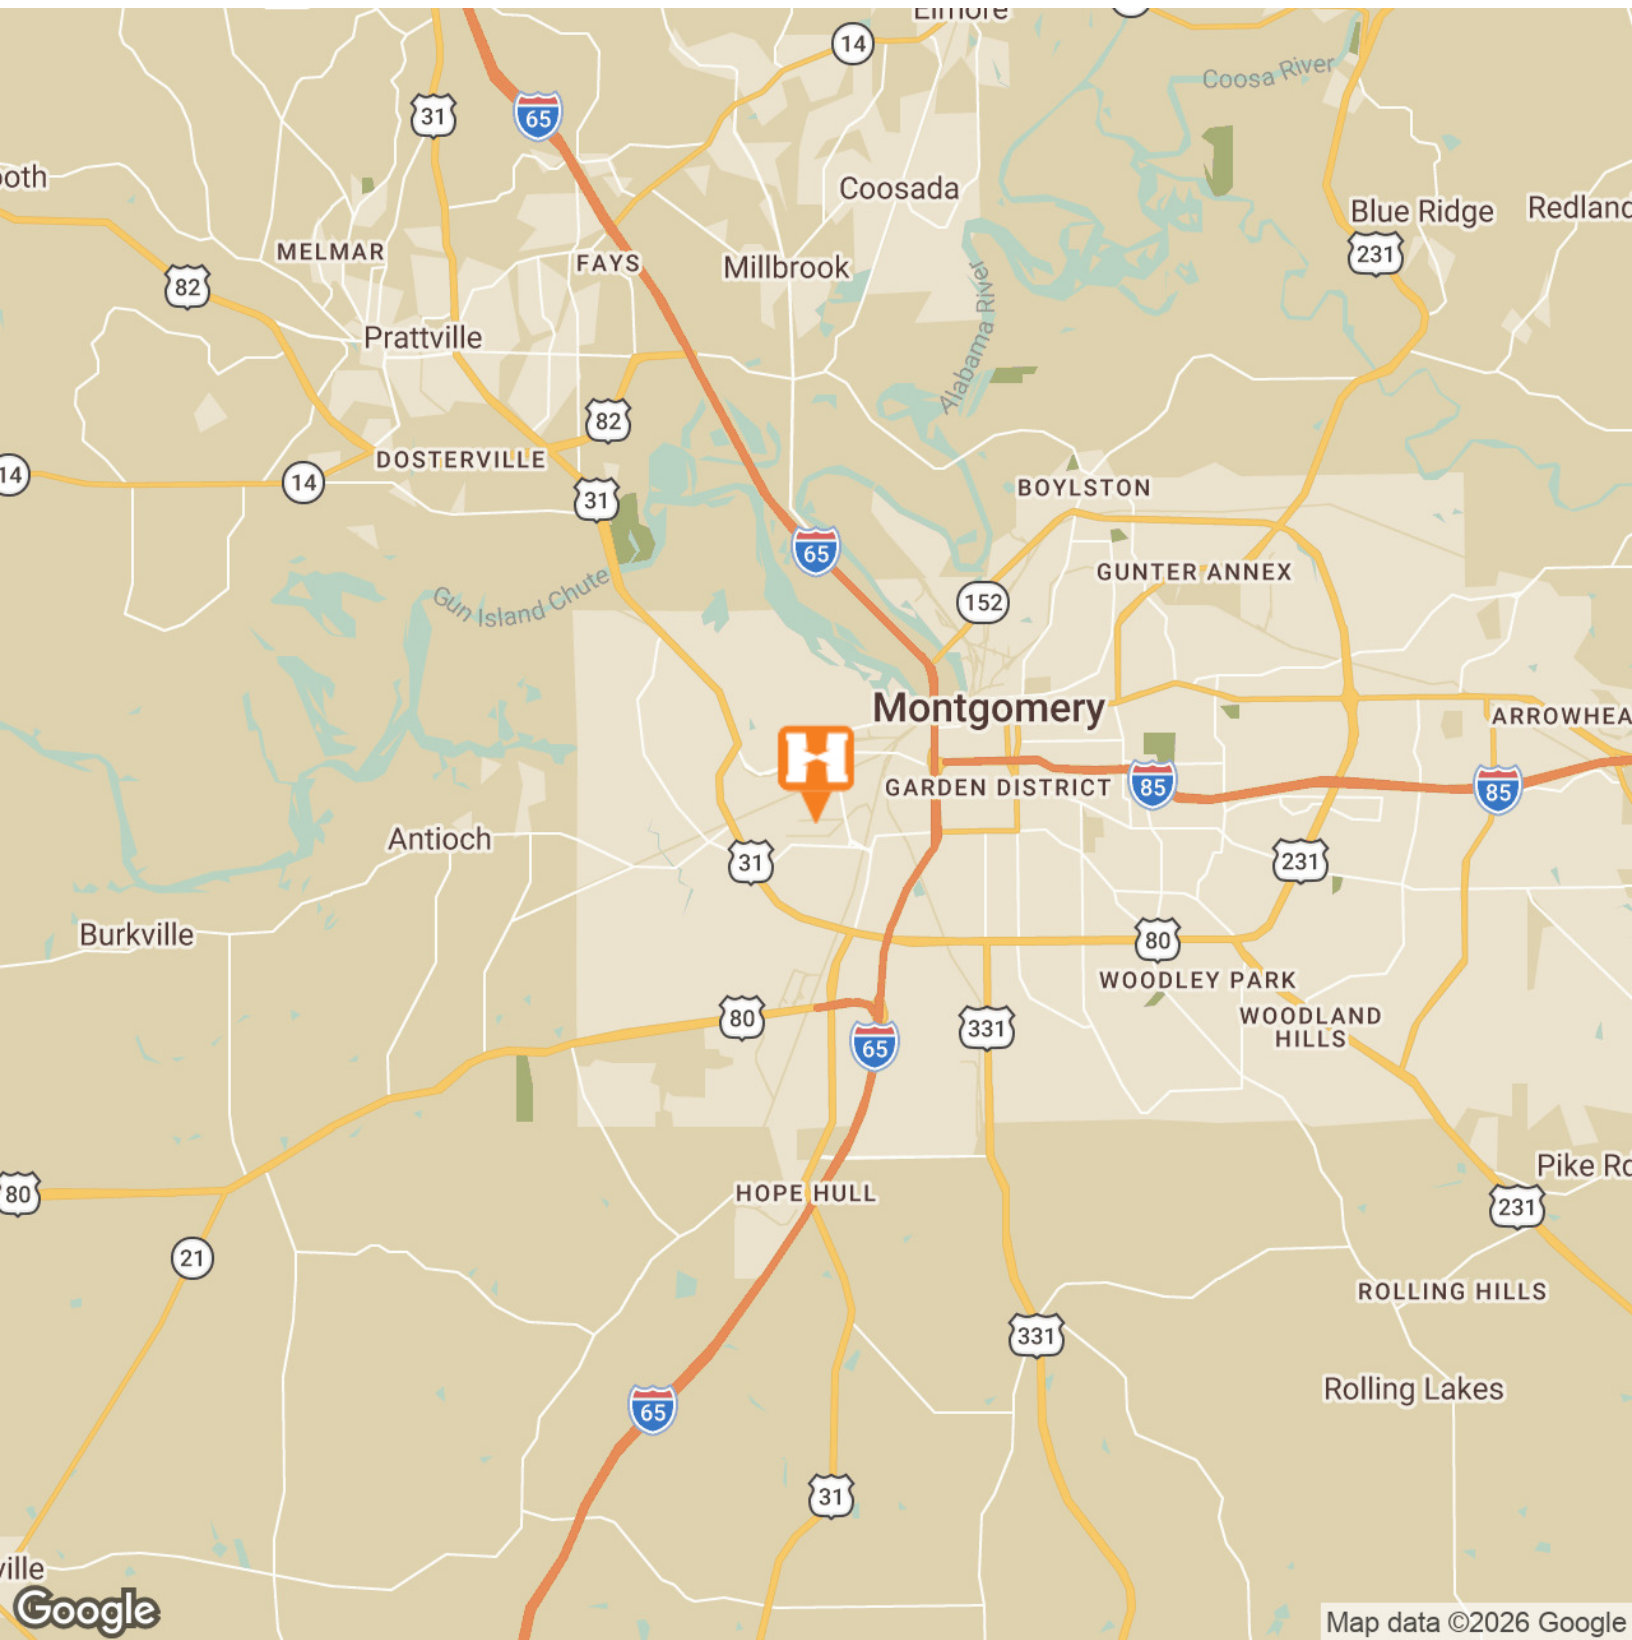 Elmore
14
Coosa River
31
65
ooth
Coosada
Blue Ridge
Redland
MELMAR
FAYS
Millbrook
231
82
Alabama River
Prattville
82
DOSTERVILLE
14
14
31
BOYLSTON
65
GUNTER ANNEX
Gun Island Chute
152
Montgomery
ARROWHEA
H
GARDEN DISTRICT
85
85
Antioch
31
231
Burkville
80
WOODLEY PARK
80
331
WOODLAND
HILLS
65
Pike Rd
80
HOPE HULL
231
21
ROLLING HILLS
331
Rolling Lakes
65
31
ville
Google
Map data ©2026 Google